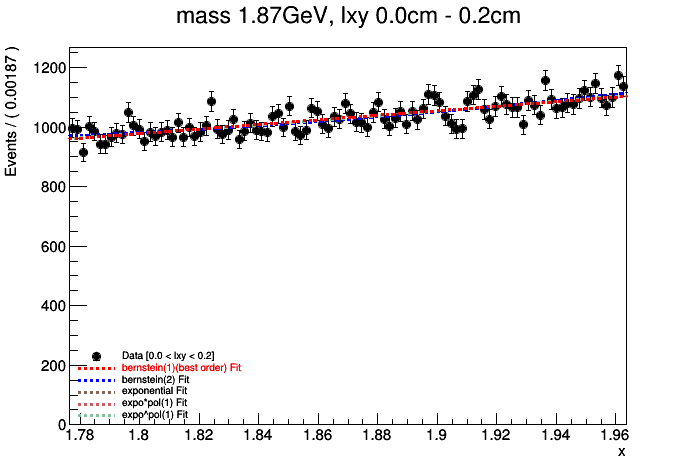 mass 1.87GeV, lxy 0.0cm - 0.2cm
Events / ( 0.00187 )
1200
1000
800
600
400
200
0
Data [0.0 < lxy < 0.2]
bernstein(1)(best order) Fit
bernstein(2) Fit
exponential Fit
expo*pol(1) Fit
expo^pol(1) Fit
1.78 1.8 1.82 1.84 1.86 1.88 1.9 1.92 1.94 1.96
x